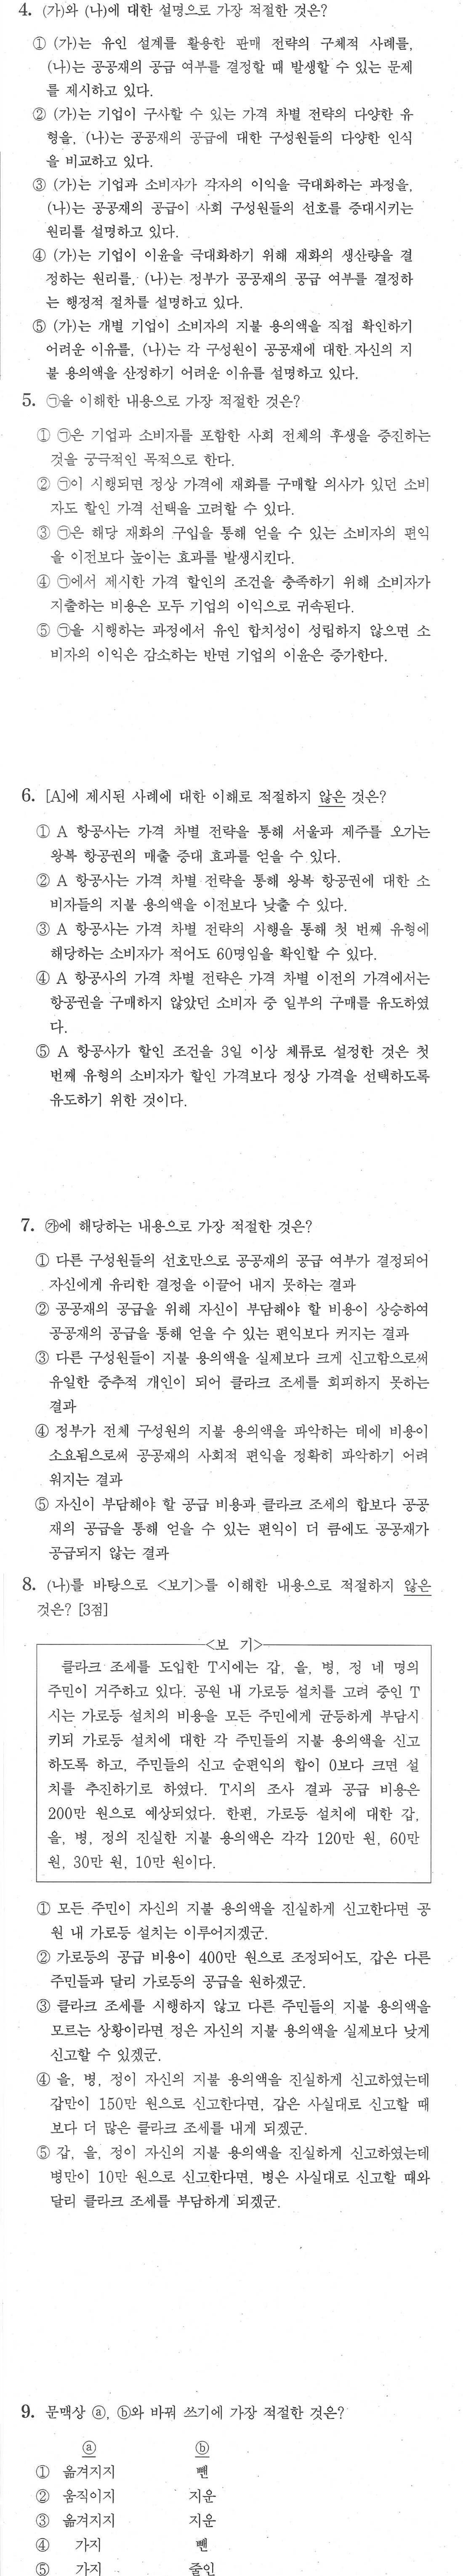 4. (가)와 (나)에 대한 설명으로 가장 적절한 것은?
① (가)는 유인 설계를 활용한 판매 전략의 구체적 사례를,
(나)는 공공재의 공급 여부를 결정할 때 발생할 수 있는 문제
를 제시하고 있다.
② (가)는 기업이 구사할 수 있는 가격 차별 전략의 다양한 유
형을, (나)는 공공재의 공급에 대한 구성원들의 다양한 인식
을 비교하고 있다.
③ (가)는 기업과 소비자가 각자의 이익을 극대화하는 과정을,
(나)는 공공재의 공급이 사회 구성원들의 선호를 증대시키는
원리를 설명하고 있다.
④ (가)는 기업이 이윤을 극대화하기 위해 재화의 생산량을 결
정하는 원리를, (나)는 정부가 공공재의 공급 여부를 결정하
는 행정적 절차를 설명하고 있다.
⑤ (가)는 개별 기업이 소비자의 지불 용의액을 직접 확인하기
어려운 이유를, (나)는 각 구성원이 공공재에 대한 자신의 지
불 용의액을 산정하기 어려운 이유를 설명하고 있다.
5. ㉠을 이해한 내용으로 가장 적절한 것은?
① ㉠은 기업과 소비자를 포함한 사회 전체의 후생을 증진하는
것을 궁극적인 목적으로 한다.
② ㉠이 시행되면 정상 가격에 재화를 구매할 의사가 있던 소비
자도 할인 가격 선택을 고려할 수 있다.
③ ㉠은 해당 재화의 구입을 통해 얻을 수 있는 소비자의 편익
을 이전보다 높이는 효과를 발생시킨다.
④ ㉠에서 제시한 가격 할인의 조건을 충족하기 위해 소비자가
지출하는 비용은 모두 기업의 이익으로 귀속된다.
⑤ ㉠을 시행하는 과정에서 유인 합치성이 성립하지 않으면 소
비자의 이익은 감소하는 반면 기업의 이윤은 증가한다.
6. [A]에 제시된 사례에 대한 이해로 적절하지 않은 것은?
① A 항공사는 가격 차별 전략을 통해 서울과 제주를 오가는
왕복 항공권의 매출 증대 효과를 얻을 수 있다.
② A 항공사는 가격 차별 전략을 통해 왕복 항공권에 대한 소
비자들의 지불 용의액을 이전보다 낮출 수 있다.
③ A 항공사는 가격 차별 전략의 시행을 통해 첫 번째 유형에
해당하는 소비자가 적어도 60명임을 확인할 수 있다.
④ A 항공사의 가격 차별 전략은 가격 차별 이전의 가격에서는
항공권을 구매하지 않았던 소비자 중 일부의 구매를 유도하였
다.
⑤ A 항공사가 할인 조건을 3일 이상 체류로 설정한 것은 첫
번째 유형의 소비자가 할인 가격보다 정상 가격을 선택하도록
유도하기 위한 것이다.
7. ㉮에 해당하는 내용으로 가장 적절한 것은?
① 다른 구성원들의 선호만으로 공공재의 공급 여부가 결정되어
자신에게 유리한 결정을 이끌어 내지 못하는 결과
② 공공재의 공급을 위해 자신이 부담해야 할 비용이 상승하여
공공재의 공급을 통해 얻을 수 있는 편익보다 커지는 결과
③ 다른 구성원들이 지불 용의액을 실제보다 크게 신고함으로써
유일한 중추적 개인이 되어 클라크 조세를 회피하지 못하는
결과
④ 정부가 전체 구성원의 지불 용의액을 파악하는 데에 비용이
소요됨으로써 공공재의 사회적 편익을 정확히 파악하기 어려
워지는 결과
⑤ 자신이 부담해야 할 공급 비용과 클라크 조세의 합보다 공공
재의 공급을 통해 얻을 수 있는 편익이 더 큼에도 공공재가
공급되지 않는 결과
8. (나)를 바탕으로 <보기>를 이해한 내용으로 적절하지 않은
것은? [3점]
<보 기>
클라크 조세를 도입한 T시에는 갑, 을, 병, 정 네 명의
주민이 거주하고 있다. 공원 내 가로등 설치를 고려 중인 T
시는 가로등 설치의 비용을 모든 주민에게 균등하게 부담시
키되 가로등 설치에 대한 각 주민들의 지불 용의액을 신고
하도록 하고, 주민들의 신고 순편익의 합이 0보다 크면 설
치를 추진하기로 하였다. T시의 조사 결과 공급 비용은
200만 원으로 예상되었다. 한편, 가로등 설치에 대한 갑,
을, 병, 정의 진실한 지불 용의액은 각각 120만 원, 60만
원, 30만 원, 10만 원이다.
① 모든 주민이 자신의 지불 용의액을 진실하게 신고한다면 공
원 내 가로등 설치는 이루어지겠군.
② 가로등의 공급 비용이 400만 원으로 조정되어도, 갑은 다른
주민들과 달리 가로등의 공급을 원하겠군.
③ 클라크 조세를 시행하지 않고 다른 주민들의 지불 용의액을
모르는 상황이라면 정은 자신의 지불 용의액을 실제보다 낮게
신고할 수 있겠군.
④ 을, 병, 정이 자신의 지불 용의액을 진실하게 신고하였는데
갑만이 150만 원으로 신고한다면, 갑은 사실대로 신고할 때
보다 더 많은 클라크 조세를 내게 되겠군.
⑤ 갑, 을, 정이 자신의 지불 용의액을 진실하게 신고하였는데
병만이 10만 원으로 신고한다면, 병은 사실대로 신고할 때와
달리 클라크 조세를 부담하게 되겠군.
9. 문맥상 ⓐ, ⓑ와 바꿔 쓰기에 가장 적절한 것은?
ⓐ ⓑ
① 옮겨지지 뺀
② 움직이지 지운
③ 옮겨지지 지운
④ 가지 뺀
⑤ 가지 줄인